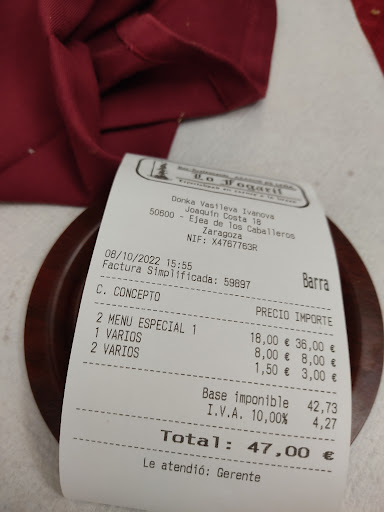 Lo Fogaril
Donka Vasileva Ivanova
Joaquin Costa 18
50600 - Ejea de los Caballeros
Zaragoza
NIF: X4767763R
08/10/2022 15:55 Barra
Factura Simplificada: 59897
C. CONCEPTO PRECIO IMPORTE
2 MENU ESPECIAL 1 18,00 € 36,00 €
1 VARIOS 8,00 € 8,00 €
2 VARIOS 1,50 € 3,00 €
Base imponible 42,73
I.V.A. 10,00% 4,27
Total: 47,00 €
Le atendió: Gerente